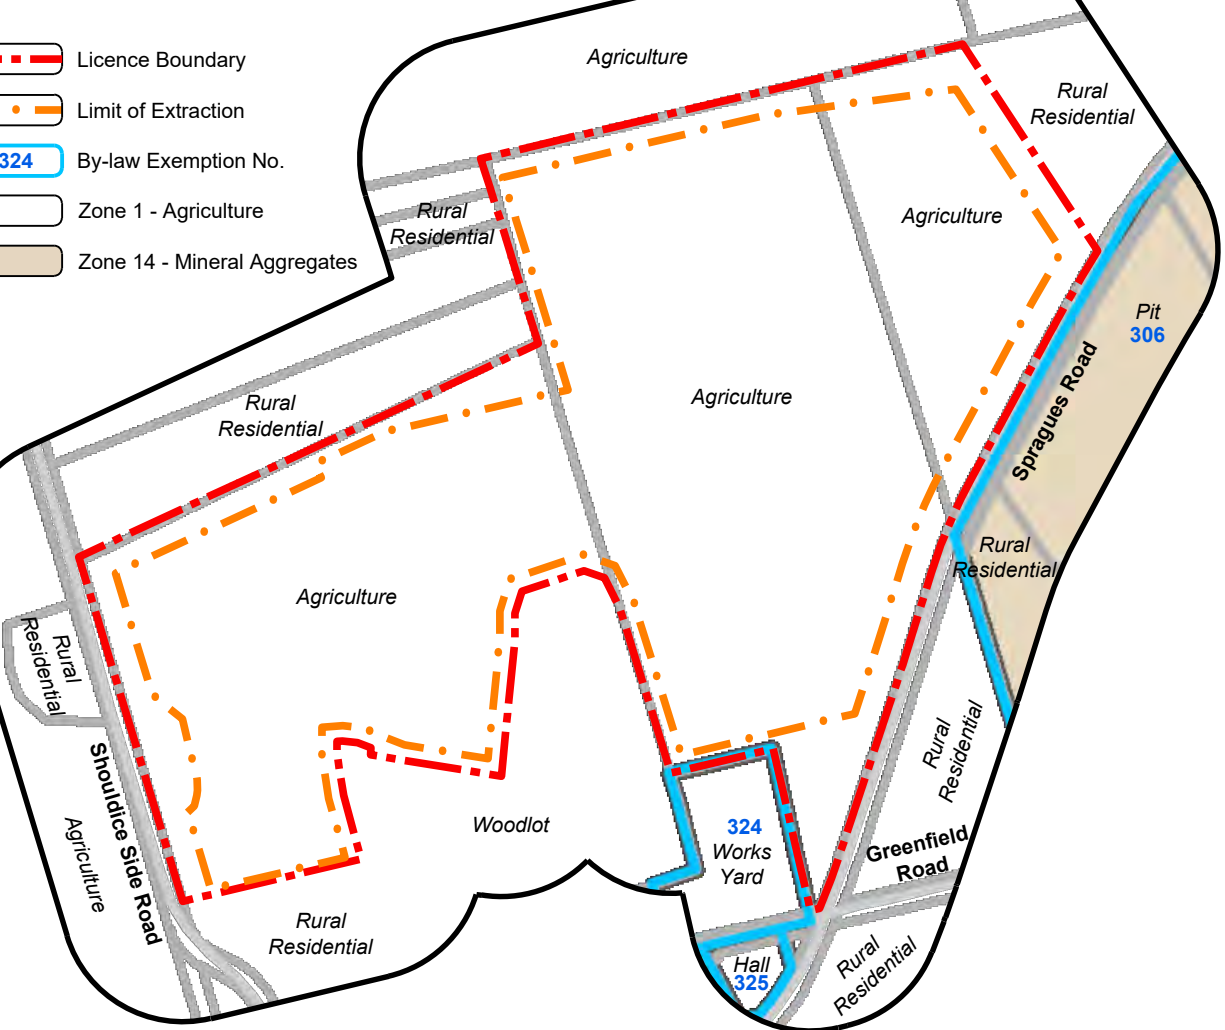 Licence Boundary
Limit of Extraction
324 By-law Exemption No.
Zone 1 - Agriculture
Zone 14 - Mineral Aggregates
Agriculture
Rural
Residential
Rural
Residential
Agriculture
Pit
306
Spragues Road
Agriculture
Rural
Residential
Rural
Residential
Agriculture
Rural
Residential
Rural
Residential
Shouldice Side Road
Agriculture
Woodlot
324
Works
Yard
Greenfield
Road
Rural
Residential
Hall
325
Rural
Residential